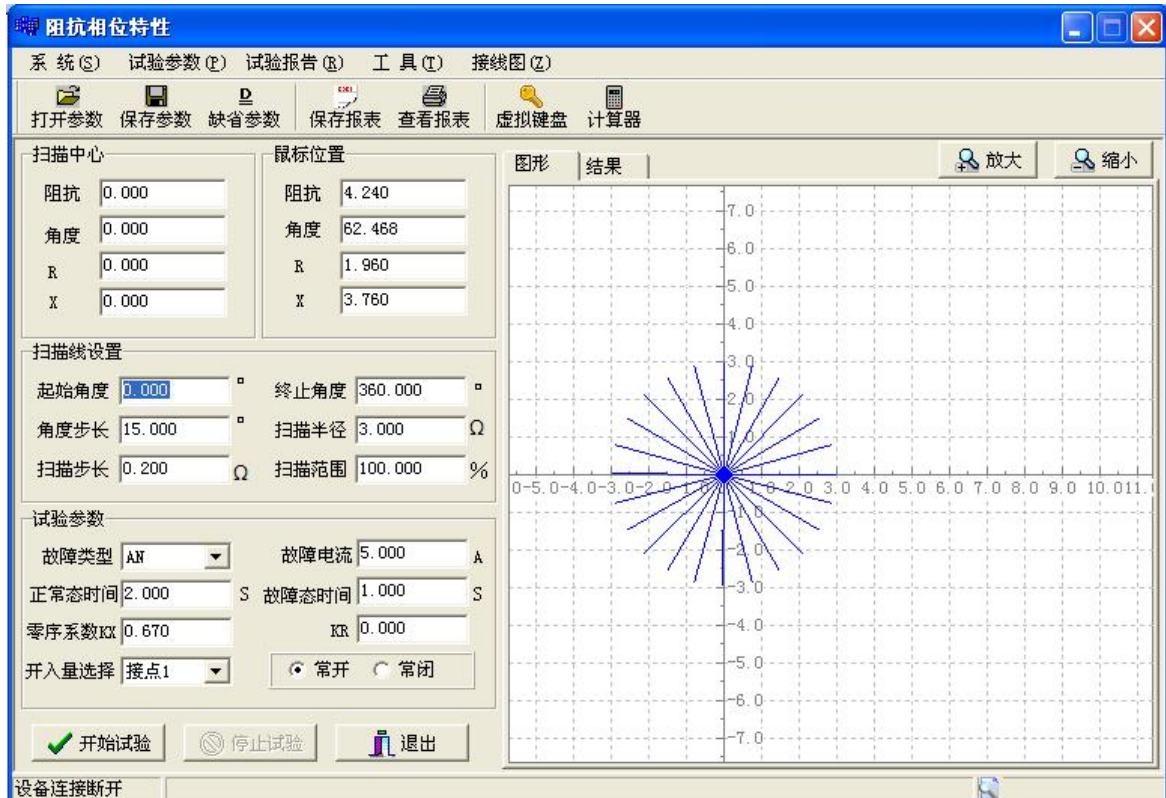 阻抗相位特性
系 统(S) 试验参数(P) 试验报告(R) 工 具(T) 接线图(Z)
打开参数 保存参数 缺省参数 保存报表 查看报表 虚拟键盘 计算器
扫描中心
阻抗 0.000
角度 0.000
R 0.000
X 0.000
鼠标位置
阻抗 4.240
角度 62.468
R 1.960
X 3.760
扫描线设置
起始角度 0.000 ° 终止角度 360.000 °
角度步长 15.000 ° 扫描半径 3.000 Ω
扫描步长 0.200 Ω 扫描范围 100.000 %
试验参数
故障类型 AN 故障电流 5.000 A
正常态时间 2.000 S 故障态时间 1.000 S
零序系数KX 0.670 KR 0.000
开入量选择 接点1 常开 常闭
开始试验 停止试验 退出
图形 结果 放大 缩小
7.0
6.0
5.0
4.0
3.0
2.0
1.0
0-5.0-4.0-3.0-2.0-1.0 1.0 2.0 3.0 4.0 5.0 6.0 7.0 8.0 9.0 10.011.
-1.0
-2.0
-3.0
-4.0
-5.0
-6.0
-7.0
设备连接断开